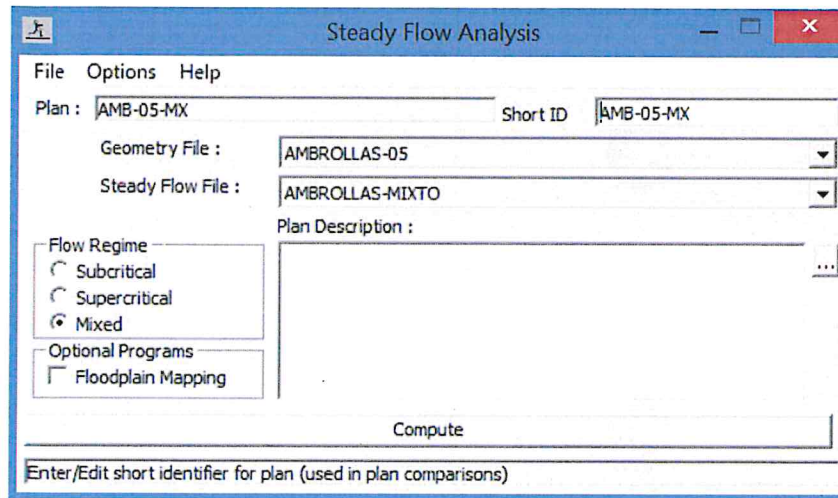 Steady Flow Analysis
File Options Help
Plan : AMB-05-MX Short ID AMB-05-MX
Geometry File : AMBROLLAS-05
Steady Flow File : AMBROLLAS-MIXTO
Plan Description :
Flow Regime
Subcritical
Supercritical
Mixed
...
Optional Programs
Floodplain Mapping
Compute
Enter/Edit short identifier for plan (used in plan comparisons)